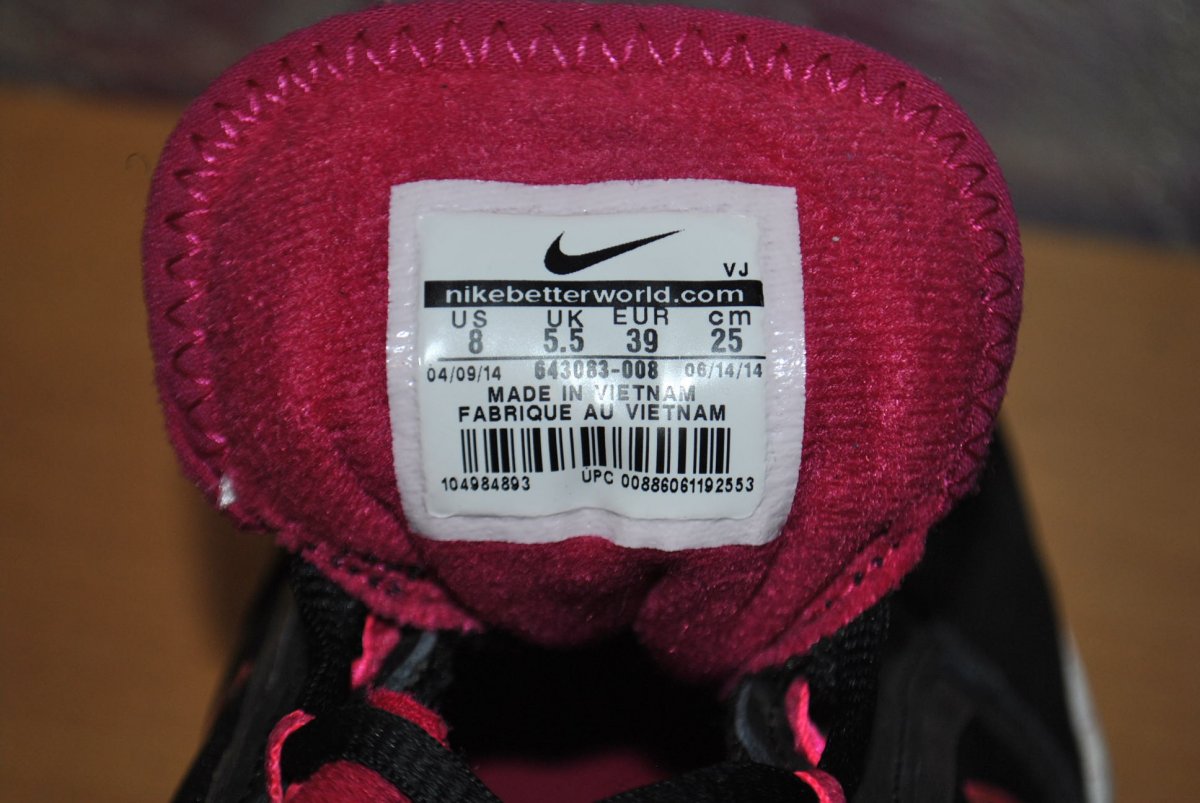 VJ
nikebetterworld.com
US UK EUR cm
8 5.5 39 25
04/09/14 643083-008 06/14/14
MADE IN VIETNAM
FABRIQUE AU VIETNAM
104984893 UPC 00886061192553